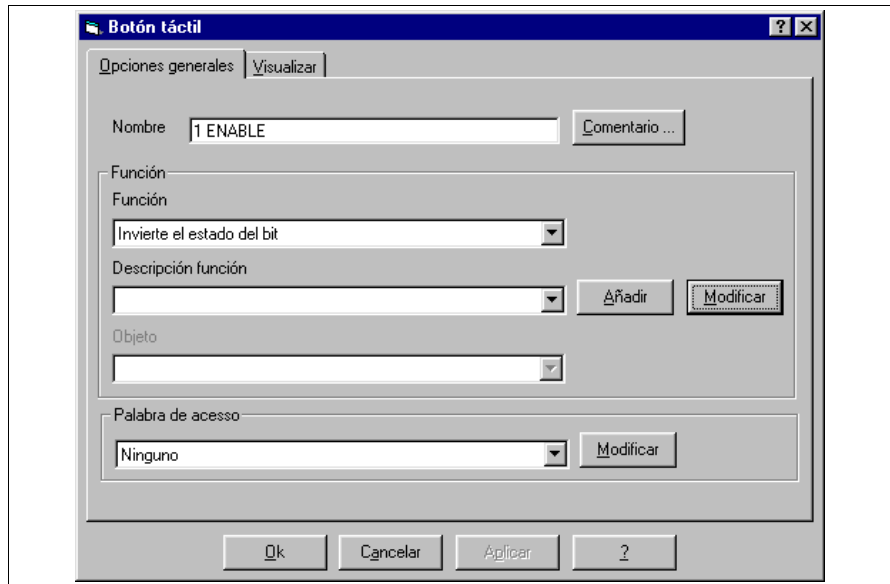 Botón táctil
Opciones generales Visualizar
Nombre 1 ENABLE Comentario ...
Función
Función
Invierte el estado del bit
Descripción función
Añadir Modificar
Objeto
Palabra de acesso
Ninguno Modificar
Ok Cancelar Aplicar ?